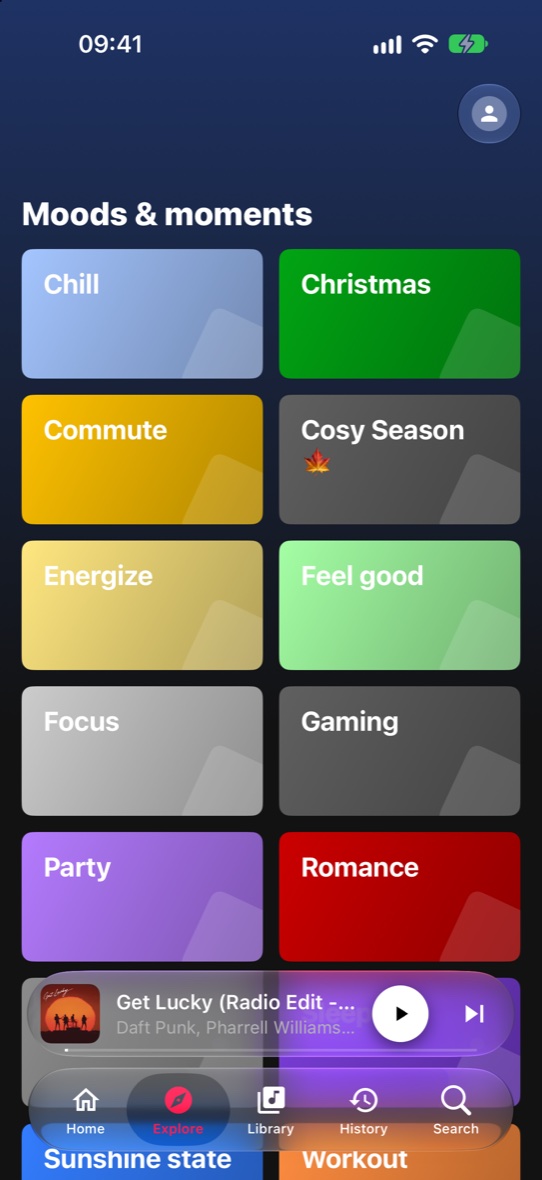 09:41
Moods & moments
Chill
Christmas
Commute
Cosy Season
🍁
Energize
Feel good
Focus
Gaming
Party
Romance
Sleep
Get Lucky (Radio Edit -...
Daft Punk, Pharrell Williams...
Home
Explore
Library
History
Search
Sunshine state
Workout